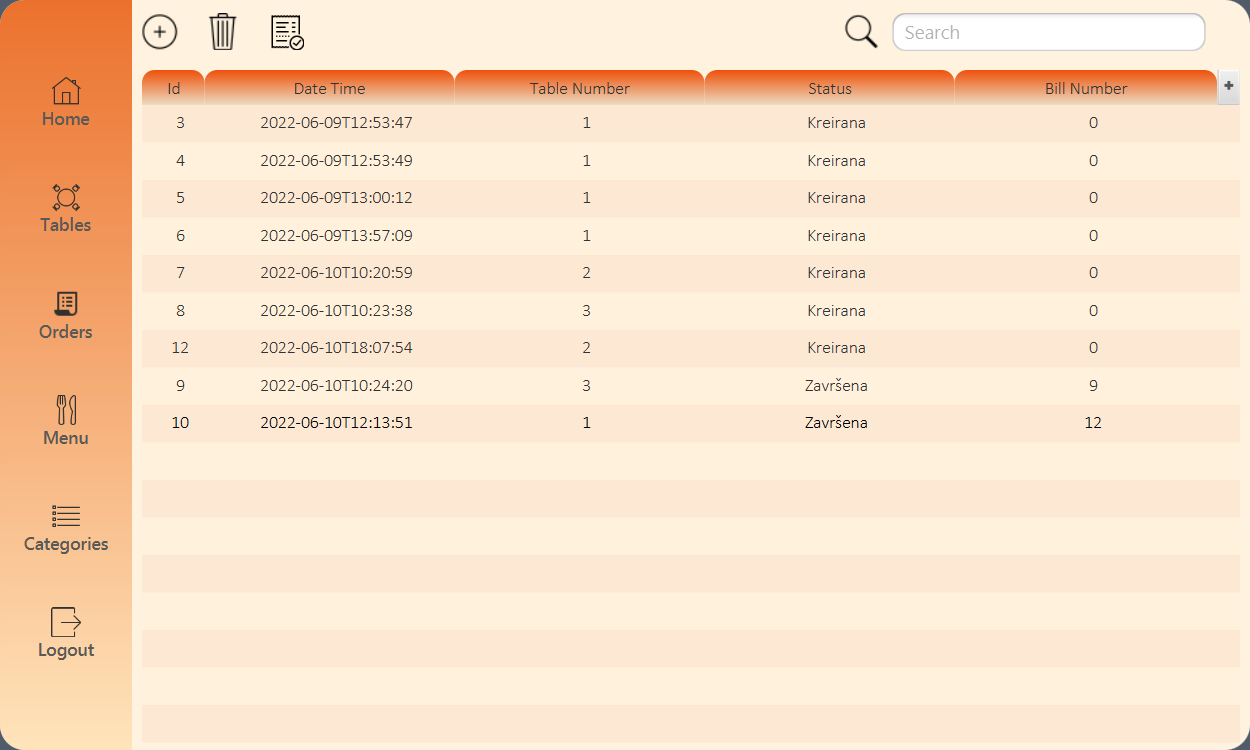 Home
Tables
Orders
Menu
Categories
Logout
Search
Id Date Time Table Number Status Bill Number +
3 2022-06-09T12:53:47 1 Kreirana 0
4 2022-06-09T12:53:49 1 Kreirana 0
5 2022-06-09T13:00:12 1 Kreirana 0
6 2022-06-09T13:57:09 1 Kreirana 0
7 2022-06-10T10:20:59 2 Kreirana 0
8 2022-06-10T10:23:38 3 Kreirana 0
12 2022-06-10T18:07:54 2 Kreirana 0
9 2022-06-10T10:24:20 3 Završena 9
10 2022-06-10T12:13:51 1 Završena 12